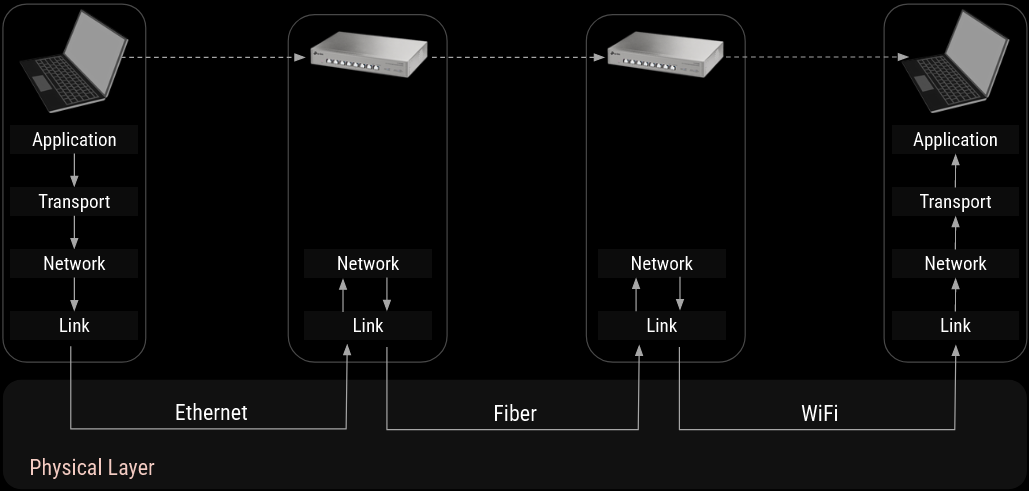 Application
Transport
Network
Link
Network
Link
Network
Link
Application
Transport
Network
Link
Ethernet
Fiber
WiFi
Physical Layer